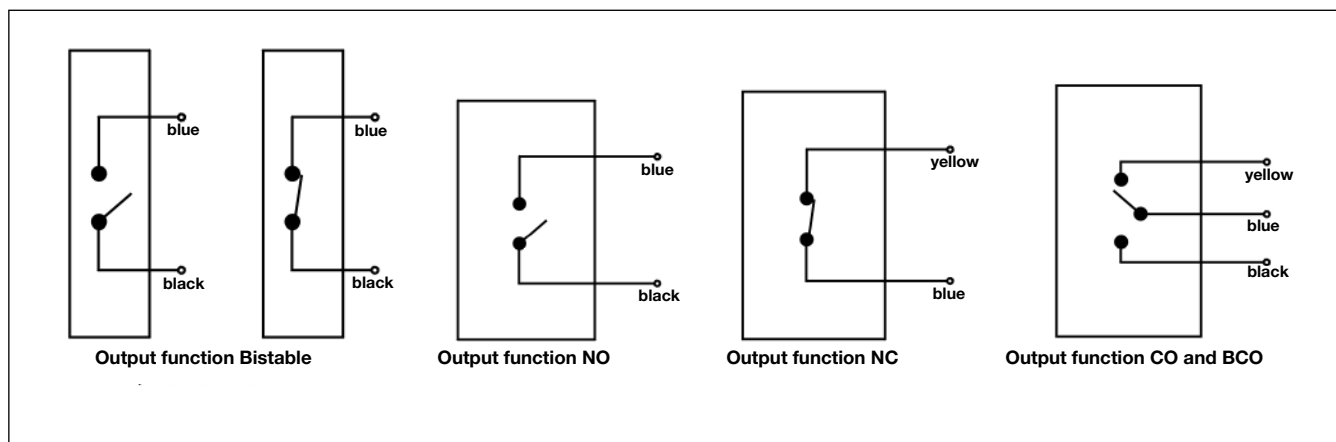 blue
black
Output function Bistable
blue
black
blue
black
Output function NO
yellow
blue
Output function NC
yellow
blue
black
Output function CO and BCO